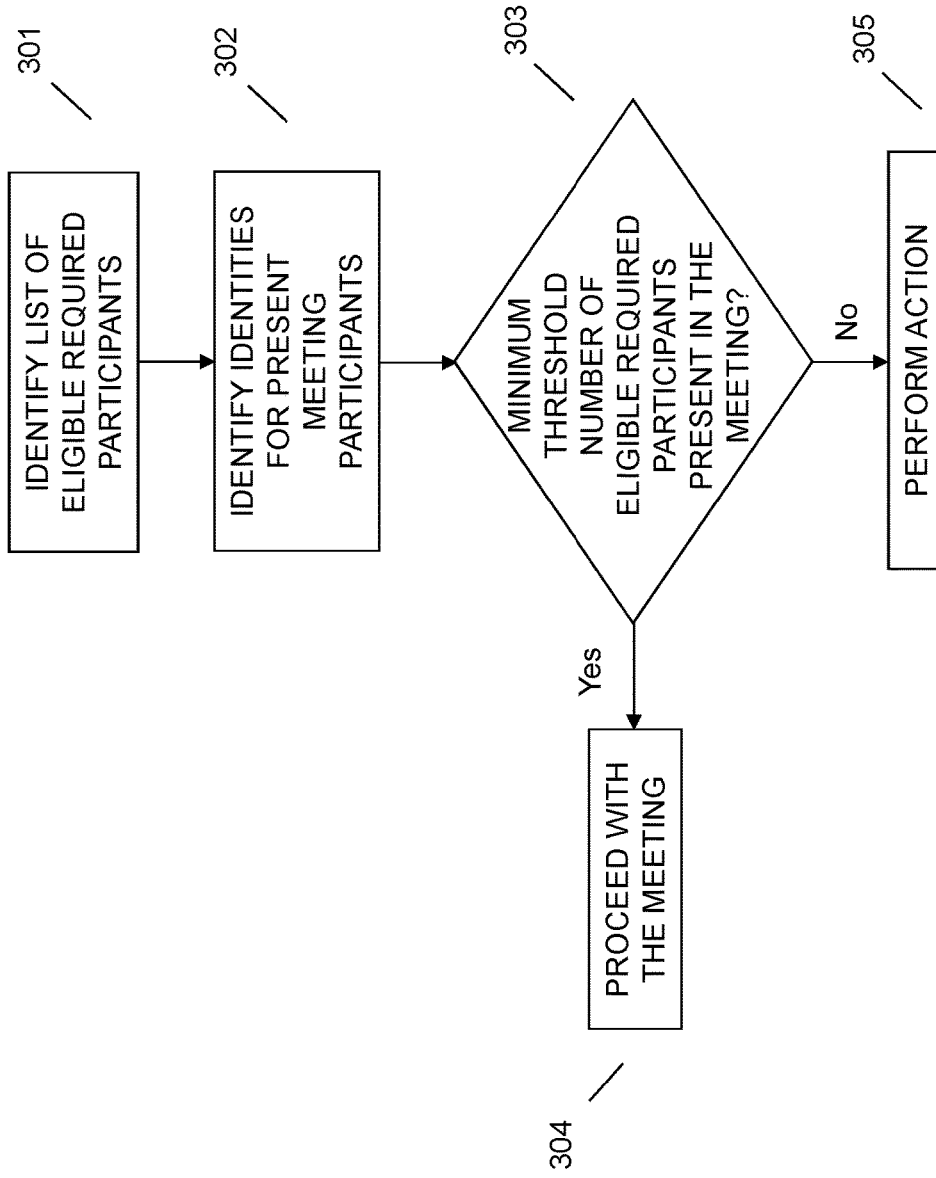 301
IDENTIFY LIST OF
ELIGIBLE REQUIRED
PARTICIPANTS
302
IDENTIFY IDENTITIES
FOR PRESENT
MEETING
PARTICIPANTS
303
MINIMUM
THRESHOLD
NUMBER OF
ELIGIBLE REQUIRED
PARTICIPANTS
PRESENT IN THE
MEETING?
Yes
304
PROCEED WITH
THE MEETING
No
305
PERFORM ACTION